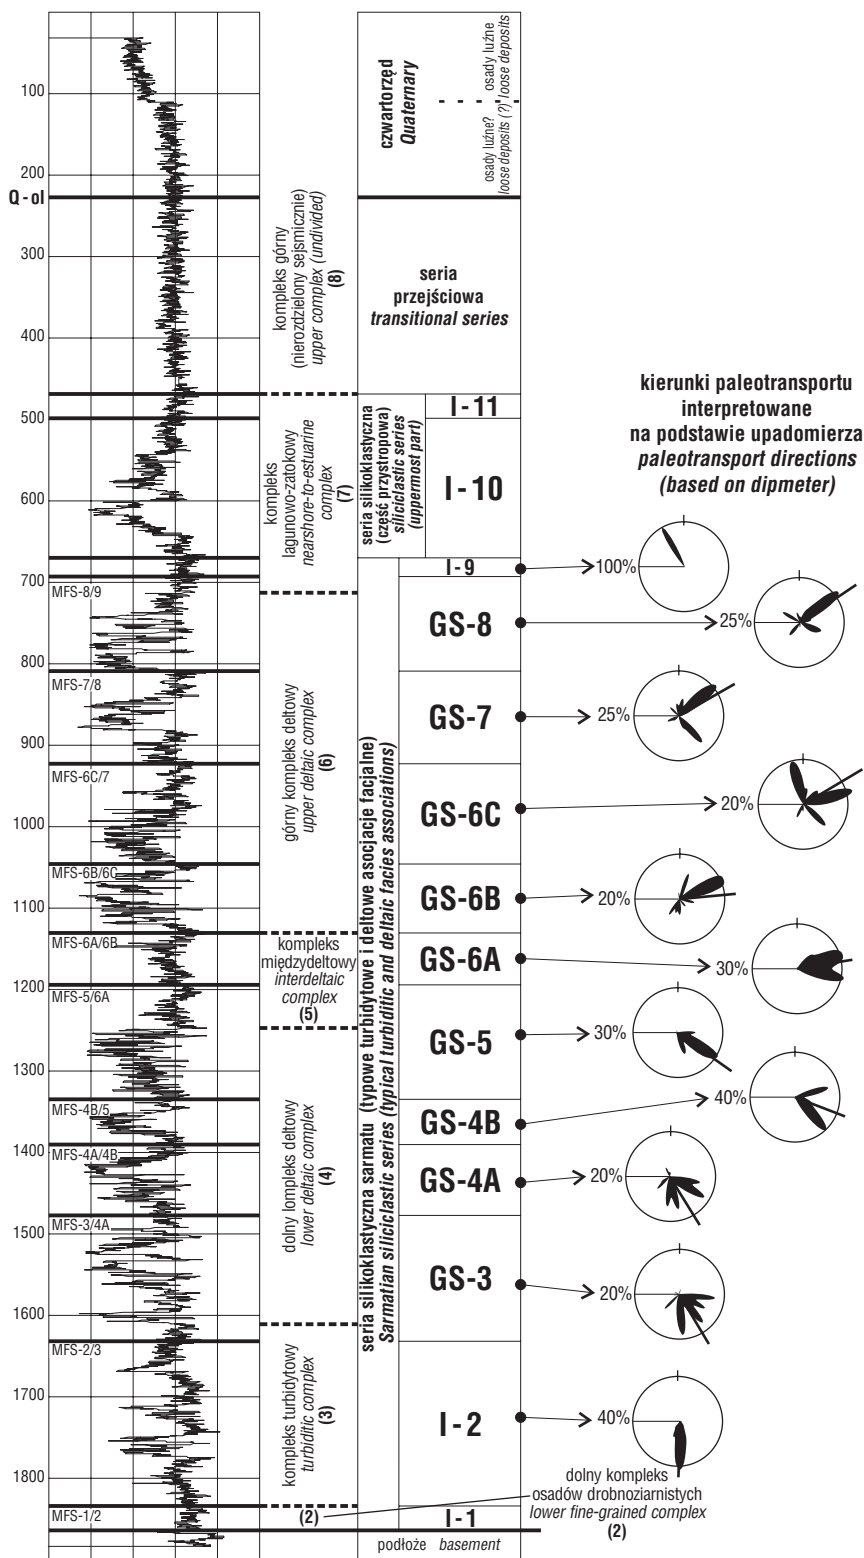 100
200
Q-ol
300
400
500
600
700
MFS-8/9
800
MFS-7/8
900
MFS-6C/7
1000
MFS-6B/6C
1100
MFS-6A/6B
1200
MFS-5/6A
1300
MFS-4B/5
1400
MFS-4A/4B
1500
MFS-3/4A
1600
MFS-2/3
1700
1800
MFS-1/2
kompleks górny
(nierozdzielony sejsmicznie)
upper complex (undivided)
(8)
kompleks
lagunowo-zatokowy
nearshore-to-estuarine
complex
(7)
górny kompleks deltowy
upper deltaic complex
(6)
kompleks
międzydeltowy
interdeltaic
complex
(5)
dolny lompleks deltowy
lower deltaic complex
(4)
kompleks turbidytowy
turbiditic complex
(3)
(2)
czwartorzęd
Quaternary
osady luźne
loose deposits
osady luźne?
loose deposits (?)
seria
przejściowa
transitional series
seria silikoklastyczna
(część przystropowa)
siliciclastic series
(uppermost part)
seria silikoklastyczna sarmatu (typowe turbidytowe i deltowe asocjacje facjalne)
Sarmatian siliciclastic series (typical turbiditic and deltaic facies associations)
I-11
I-10
I-9
GS-8
GS-7
GS-6C
GS-6B
GS-6A
GS-5
GS-4B
GS-4A
GS-3
I-2
I-1
podłoże basement
kierunki paleotransportu
interpretowane
na podstawie upadomierza
paleotransport directions
(based on dipmeter)
100%
25%
25%
20%
20%
30%
30%
40%
20%
20%
40%
dolny kompleks
osadów drobnoziarnistych
lower fine-grained complex
(2)